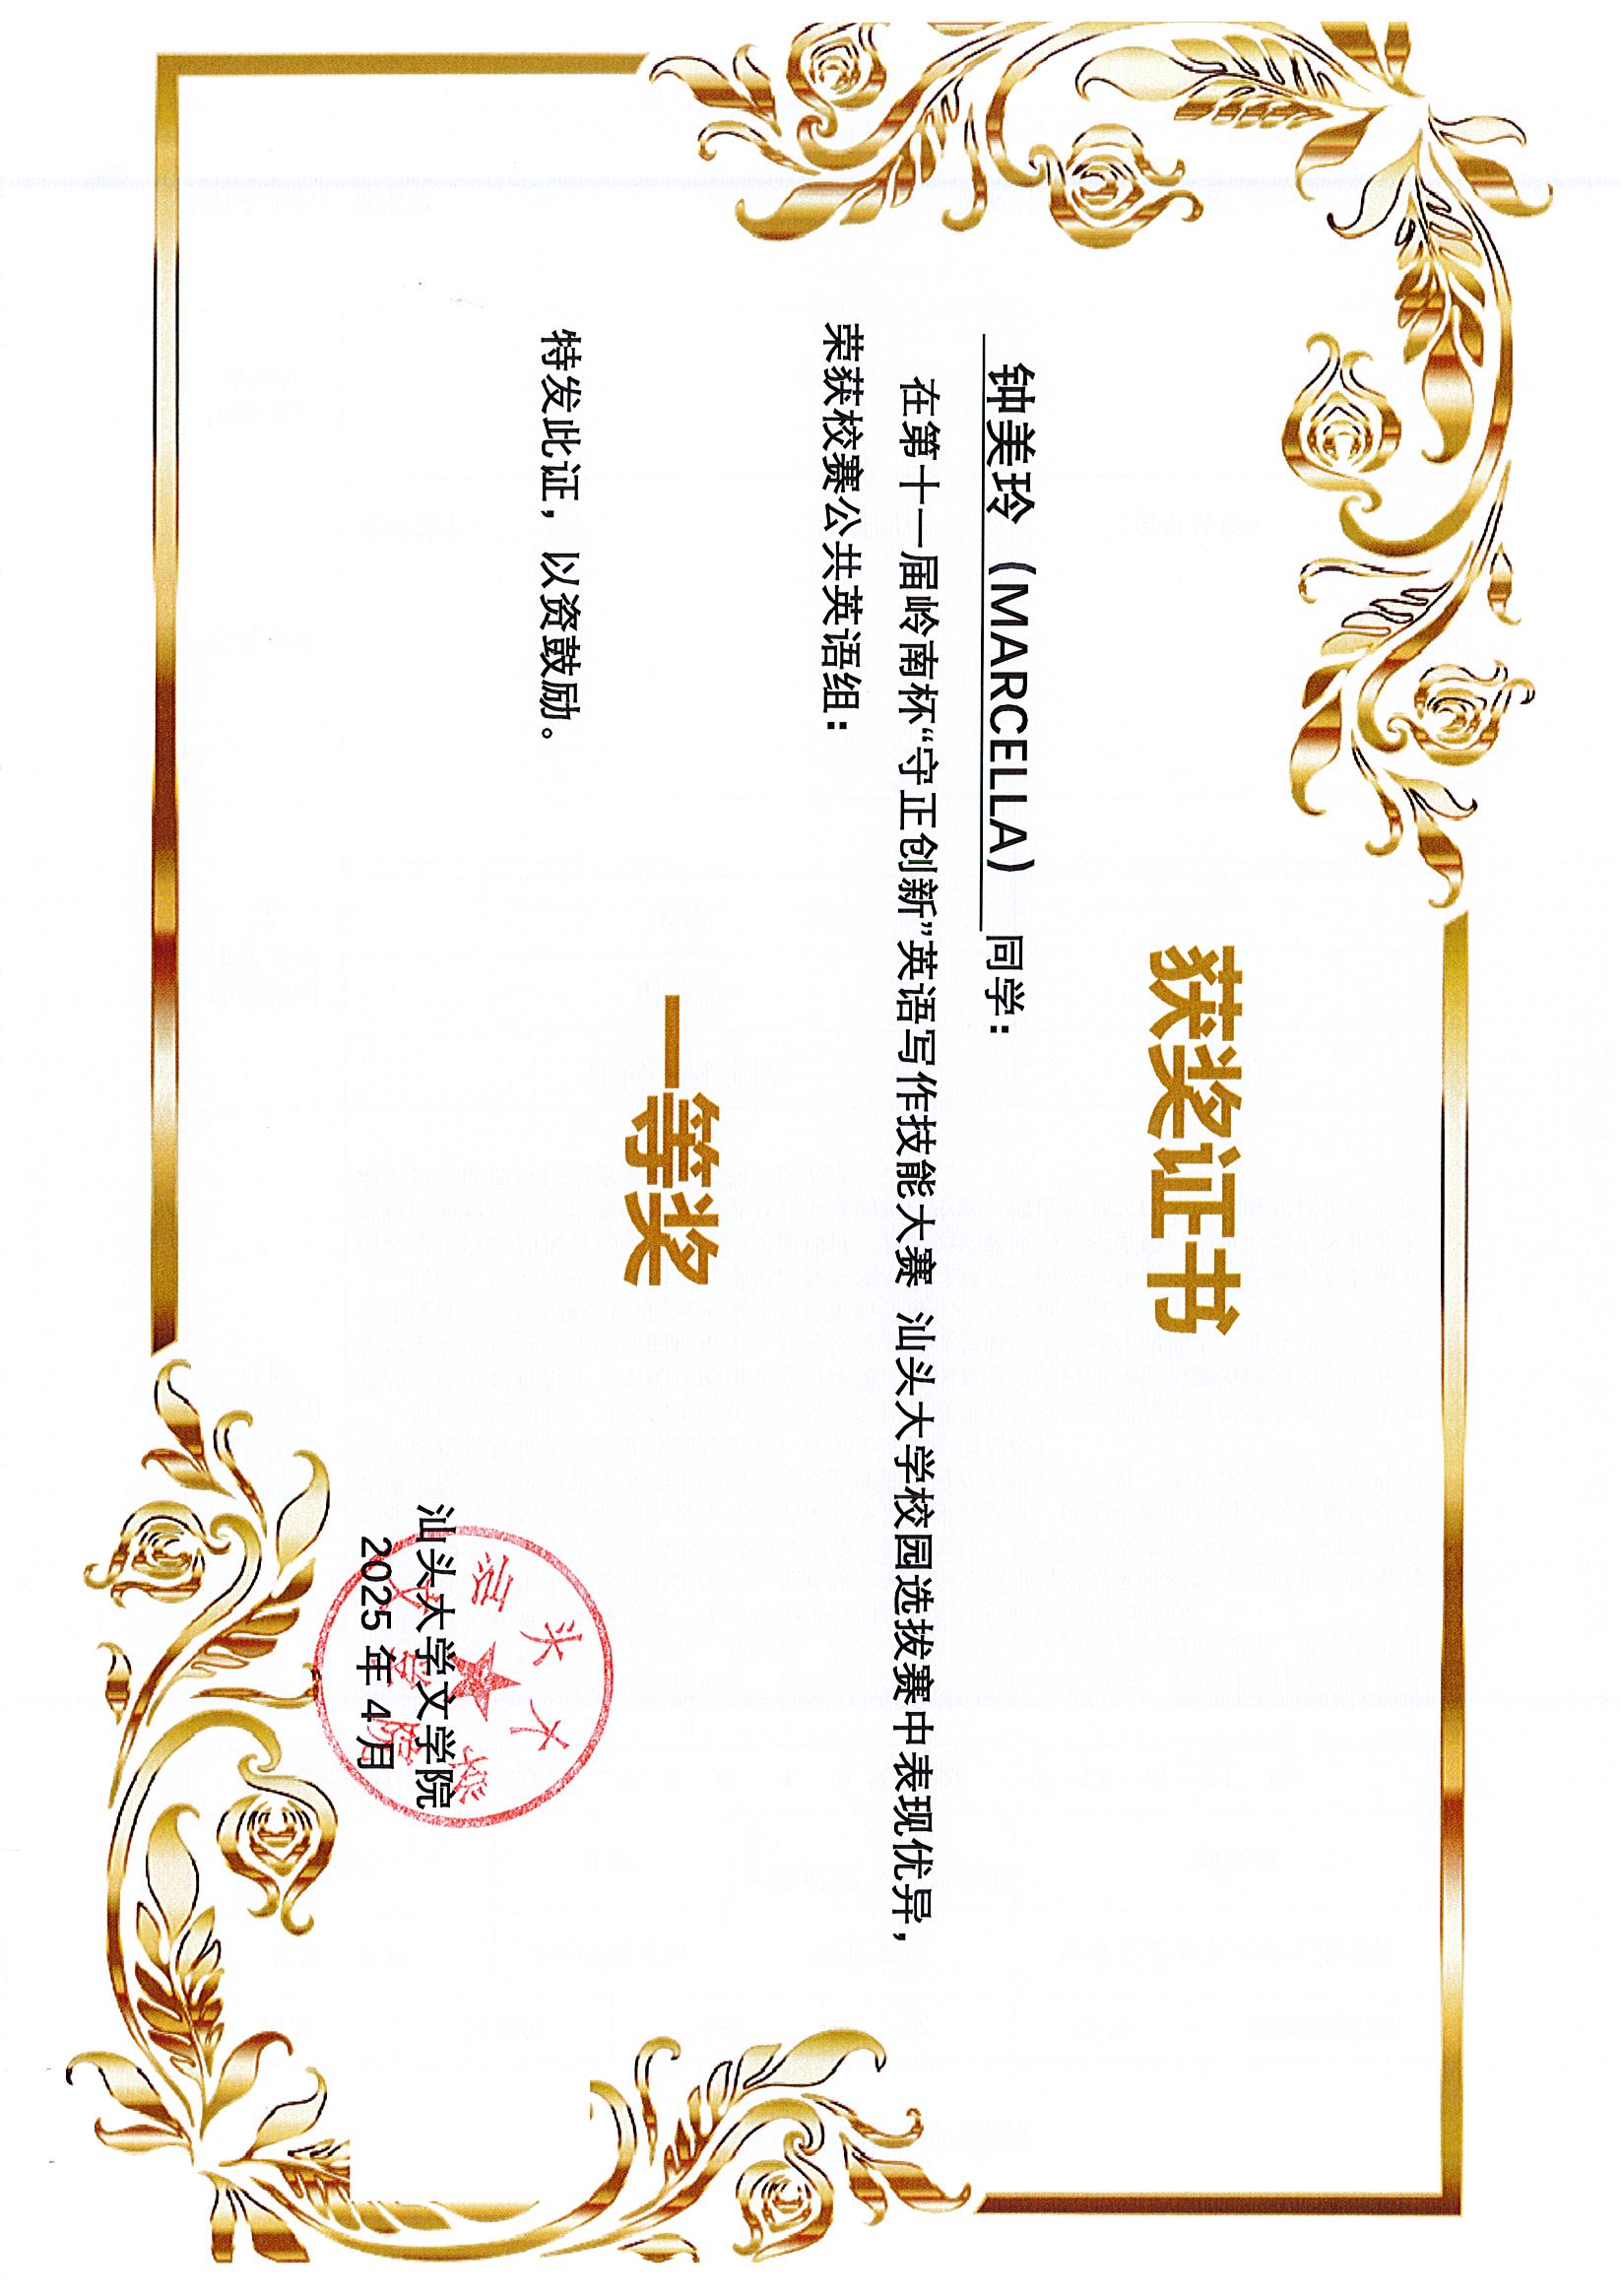 获奖证书
钟美玲（MARCELLA） 同学：
在第十一届岭南杯“守正创新”英语写作技能大赛 汕头大学校园选拔赛中表现优异，
荣获校赛公共英语组：
一等奖
特发此证，以资鼓励。
汕头大学
文学院
汕头大学文学院
2025 年 4 月